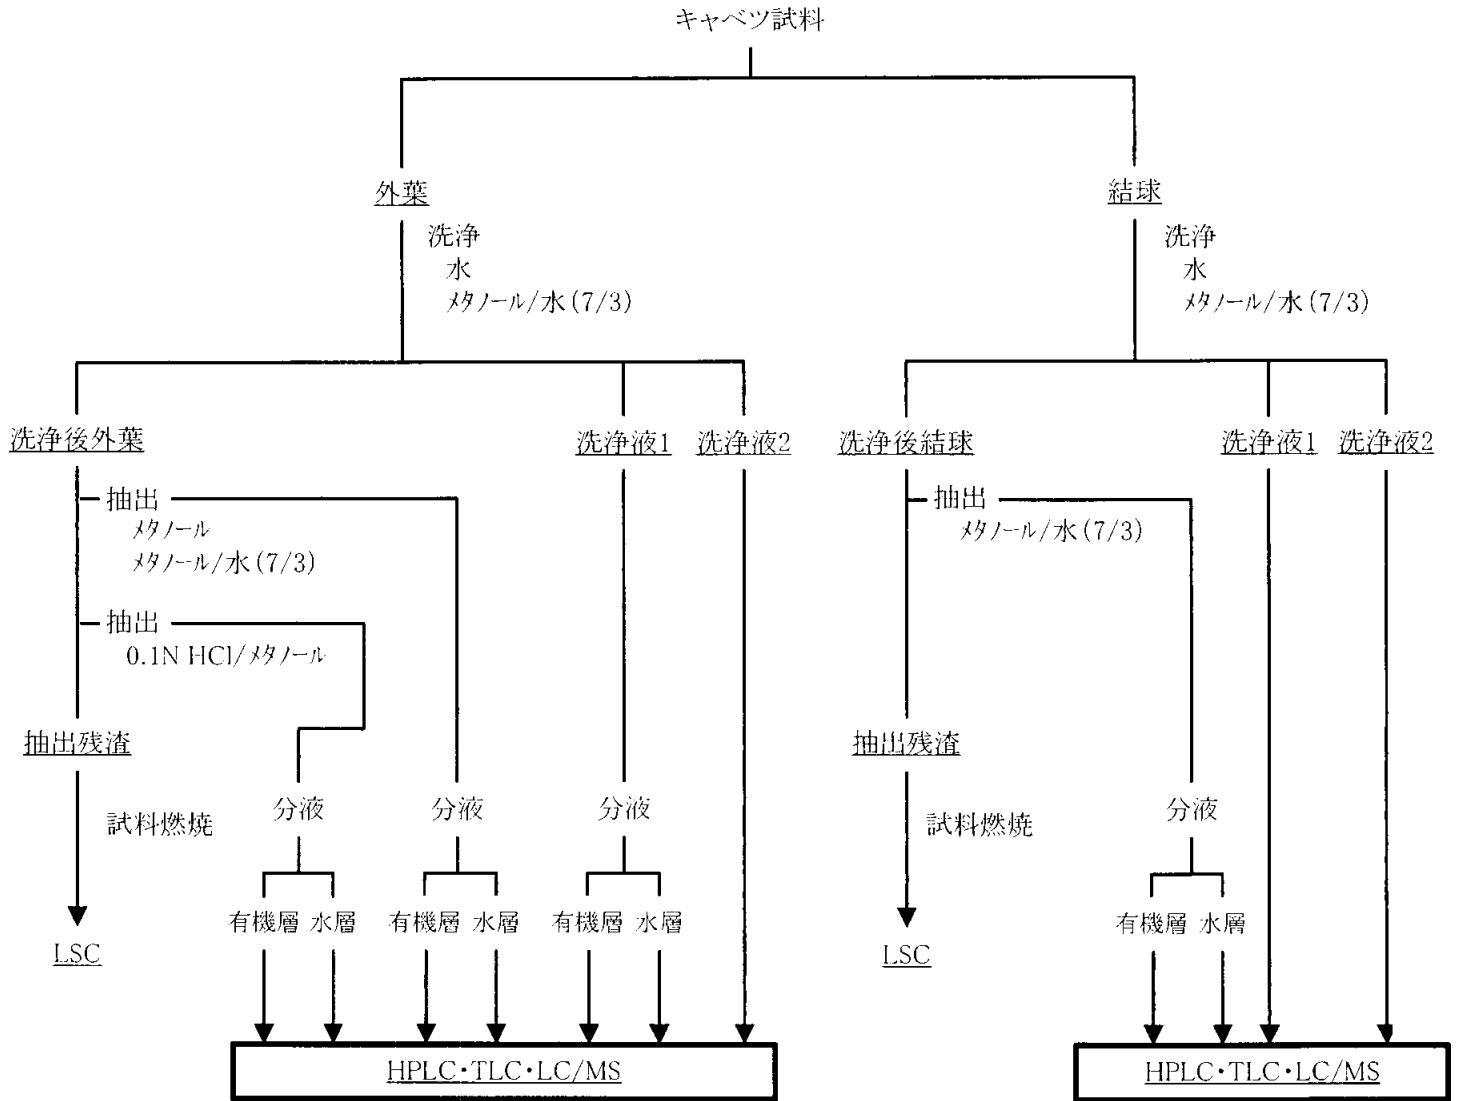 キャベツ試料
外葉
結球
洗浄
水
メタノール/水(7/3)
洗浄
水
メタノール/水(7/3)
洗浄後外葉
洗浄液1
洗浄液2
洗浄後結球
洗浄液1
洗浄液2
抽出
メタノール
メタノール/水(7/3)
抽出
メタノール/水(7/3)
抽出
0.1N HCl/メタノール
抽出残渣
抽出残渣
試料燃焼
分液
分液
分液
試料燃焼
分液
有機層 水層
有機層 水層
有機層 水層
有機層 水層
LSC
LSC
HPLC・TLC・LC/MS
HPLC・TLC・LC/MS